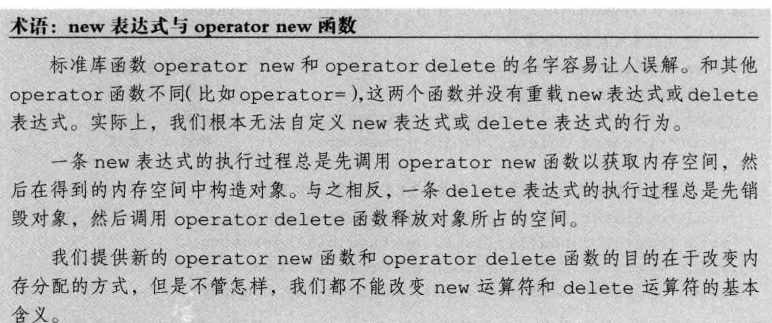 术语：new 表达式与 operator new 函数
标准库函数 operator new 和 operator delete 的名字容易让人误解。和其他
operator 函数不同(比如 operator=),这两个函数并没有重载 new 表达式或 delete
表达式。实际上，我们根本无法自定义 new 表达式或 delete 表达式的行为。
一条 new 表达式的执行过程总是先调用 operator new 函数以获取内存空间，然
后在得到的内存空间中构造对象。与之相反，一条 delete 表达式的执行过程总是先销
毁对象，然后调用 operator delete 函数释放对象所占的空间。
我们提供新的 operator new 函数和 operator delete 函数的目的在于改变内
存分配的方式，但是不管怎样，我们都不能改变 new 运算符和 delete 运算符的基本
含义。